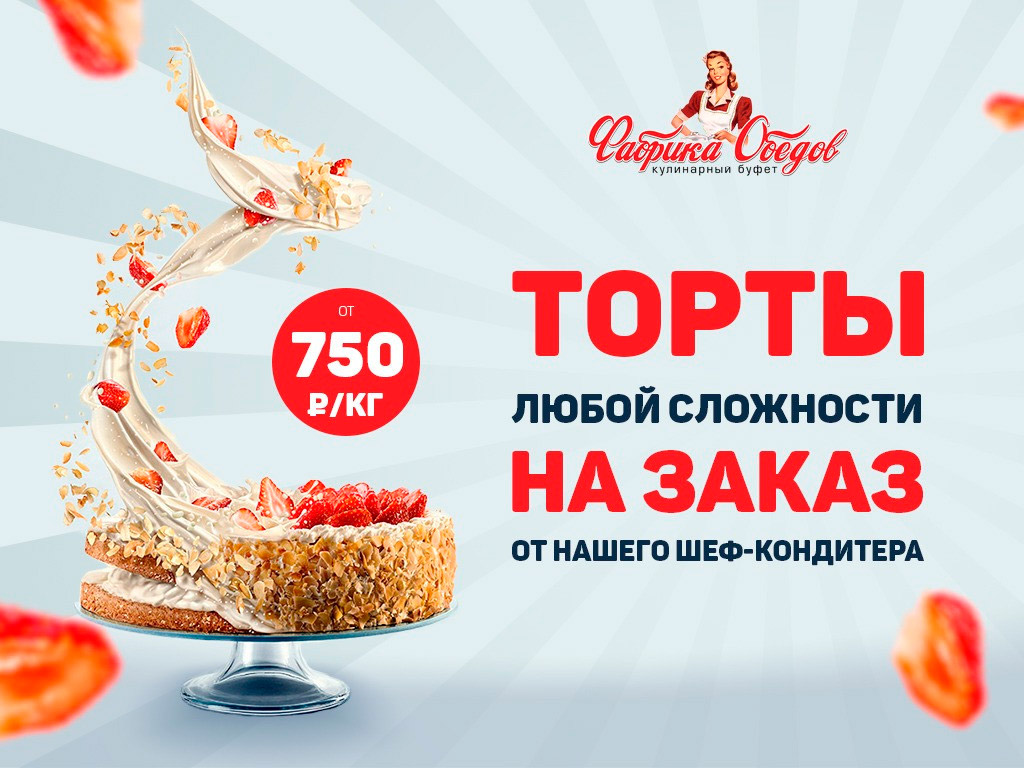 Фабрика Обедов
кулинарный буфет
ОТ
750
₽/КГ
ТОРТЫ
ЛЮБОЙ СЛОЖНОСТИ
НА ЗАКАЗ
ОТ НАШЕГО ШЕФ-КОНДИТЕРА